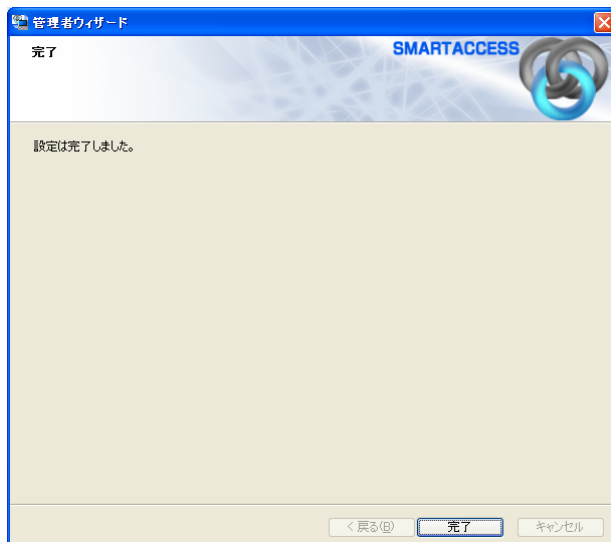 管理者ウィザード
完了
SMARTACCESS
設定は完了しました。
< 戻る(B)
完了
キャンセル